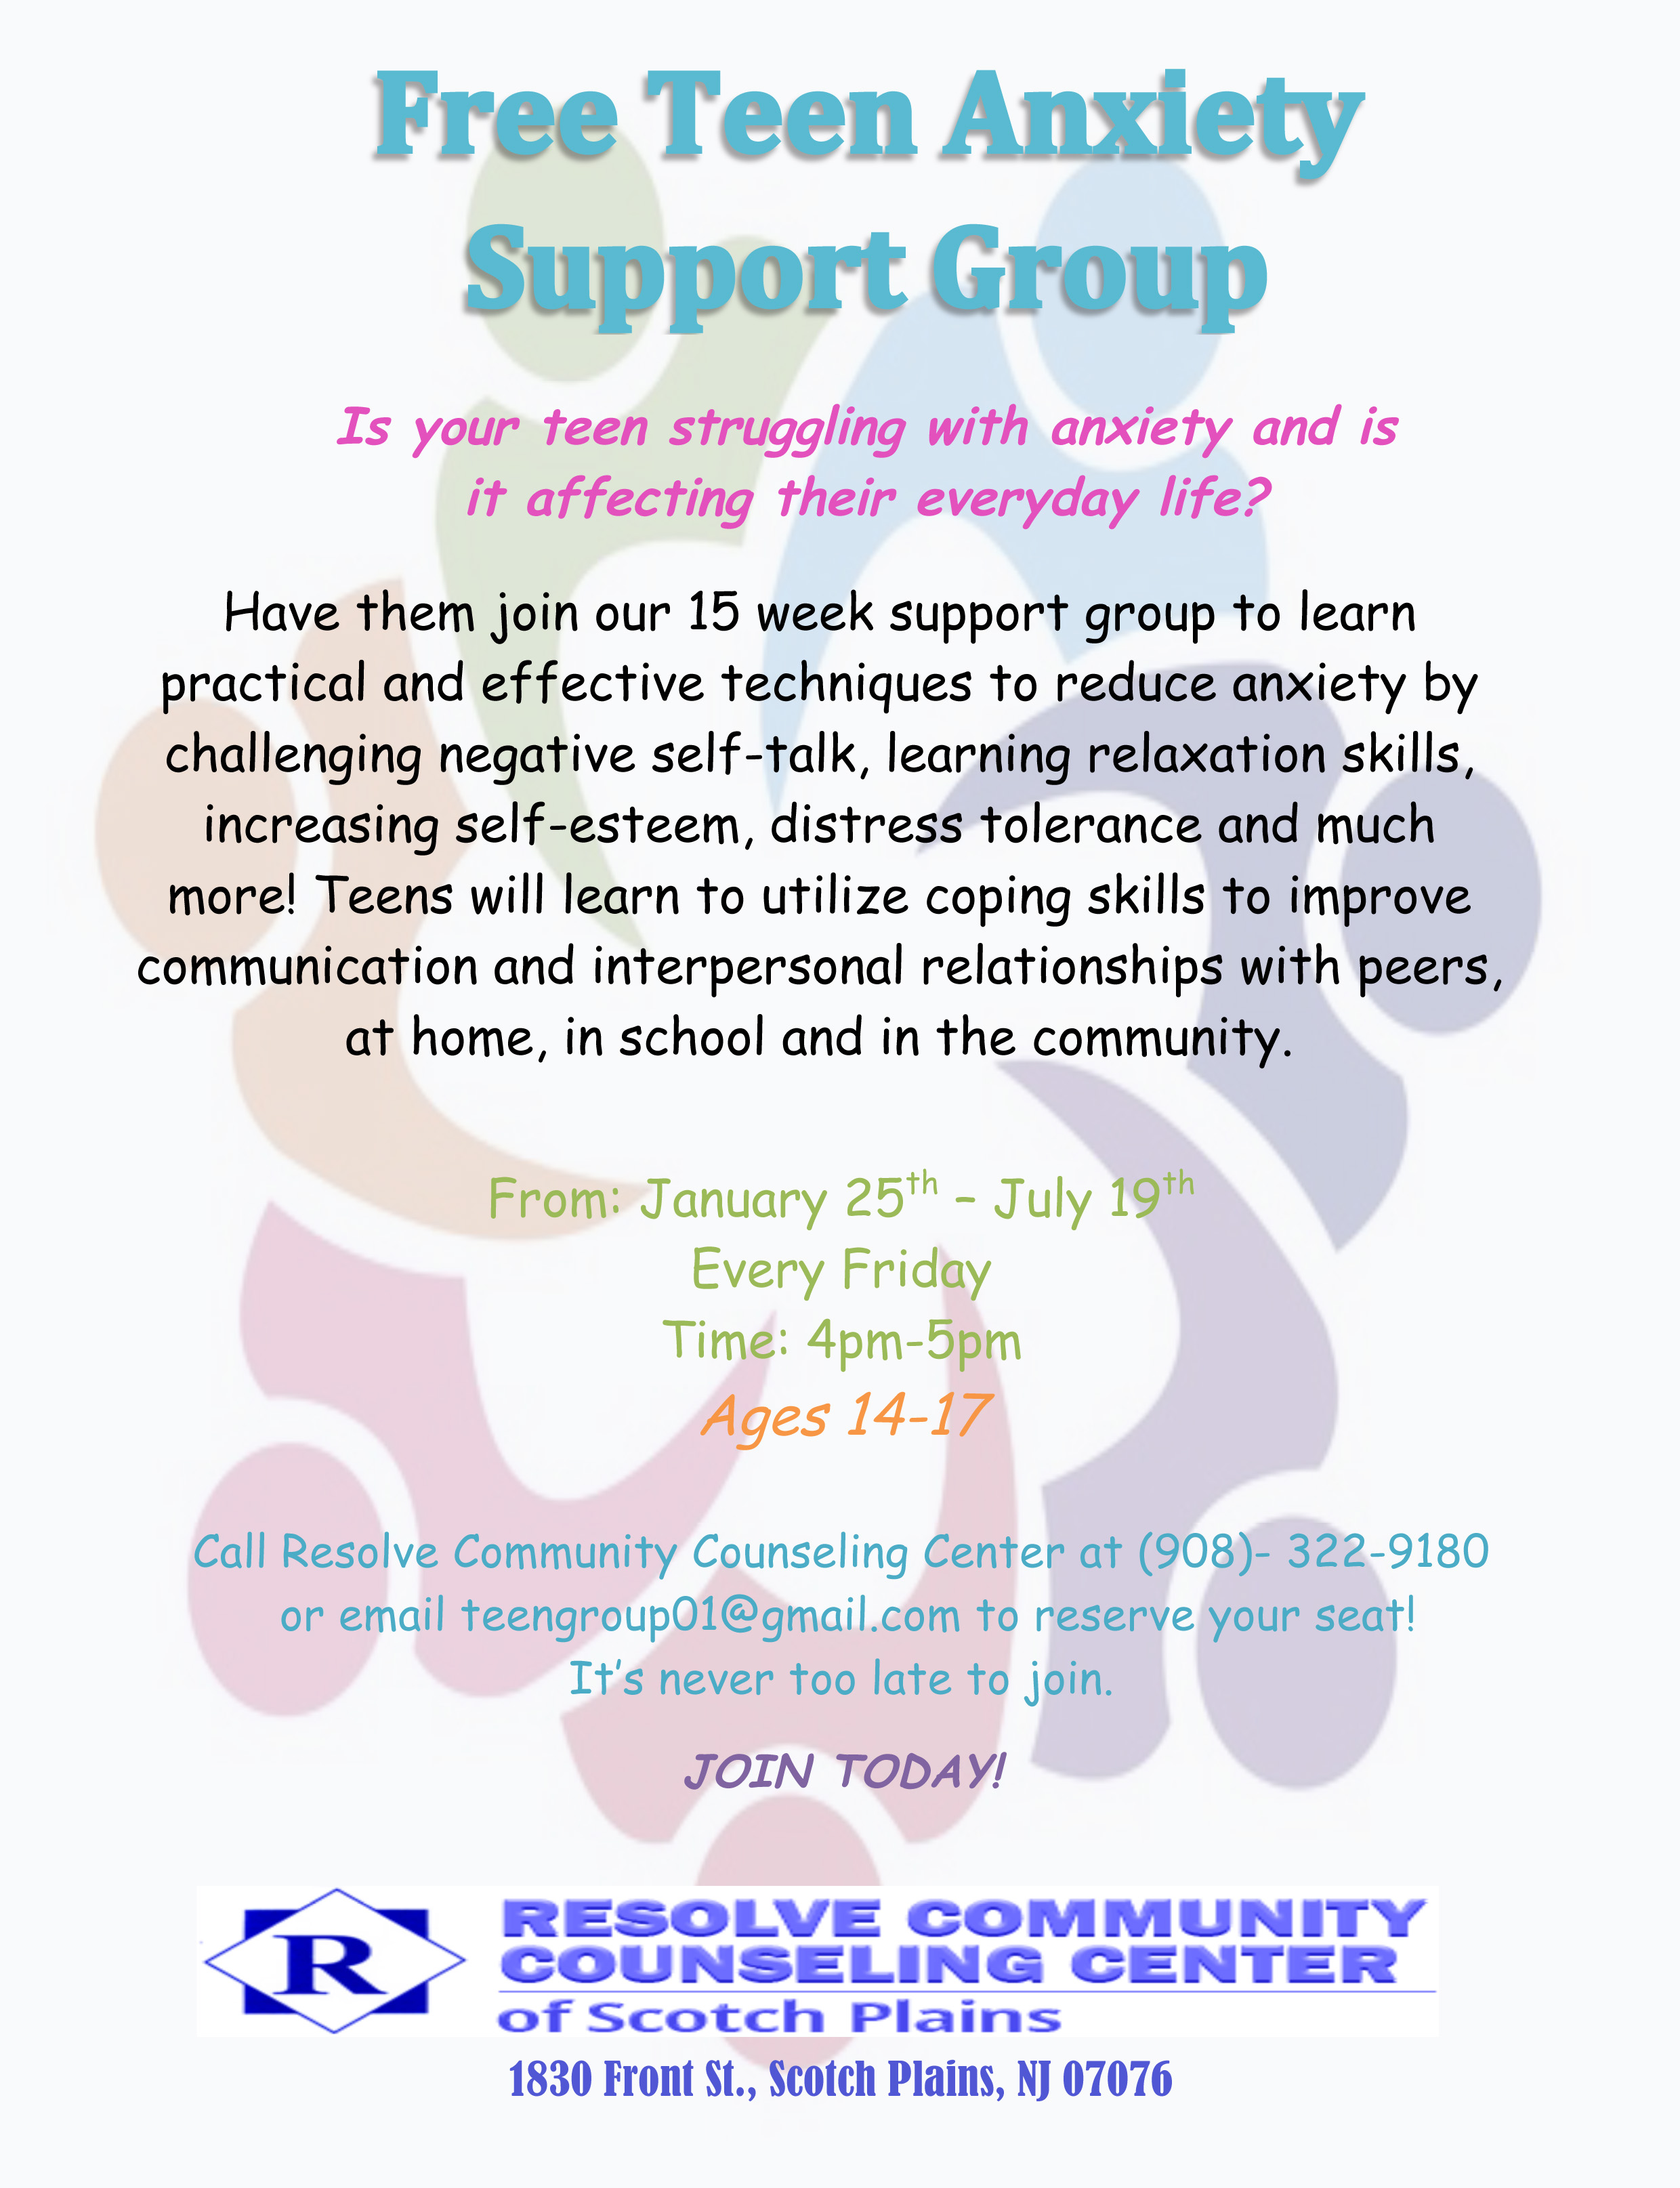 Free Teen Anxiety
Support Group
Is your teen struggling with anxiety and is
it affecting their everyday life?
Have them join our 15 week support group to learn
practical and effective techniques to reduce anxiety by
challenging negative self-talk, learning relaxation skills,
increasing self-esteem, distress tolerance and much
more! Teens will learn to utilize coping skills to improve
communication and interpersonal relationships with peers,
at home, in school and in the community.
From: January 25th – July 19th
Every Friday
Time: 4pm-5pm
Ages 14-17
Call Resolve Community Counseling Center at (908)- 322-9180
or email teengroup01@gmail.com to reserve your seat!
It’s never too late to join.
JOIN TODAY!
R
RESOLVE COMMUNITY
COUNSELING CENTER
of Scotch Plains
1830 Front St., Scotch Plains, NJ 07076